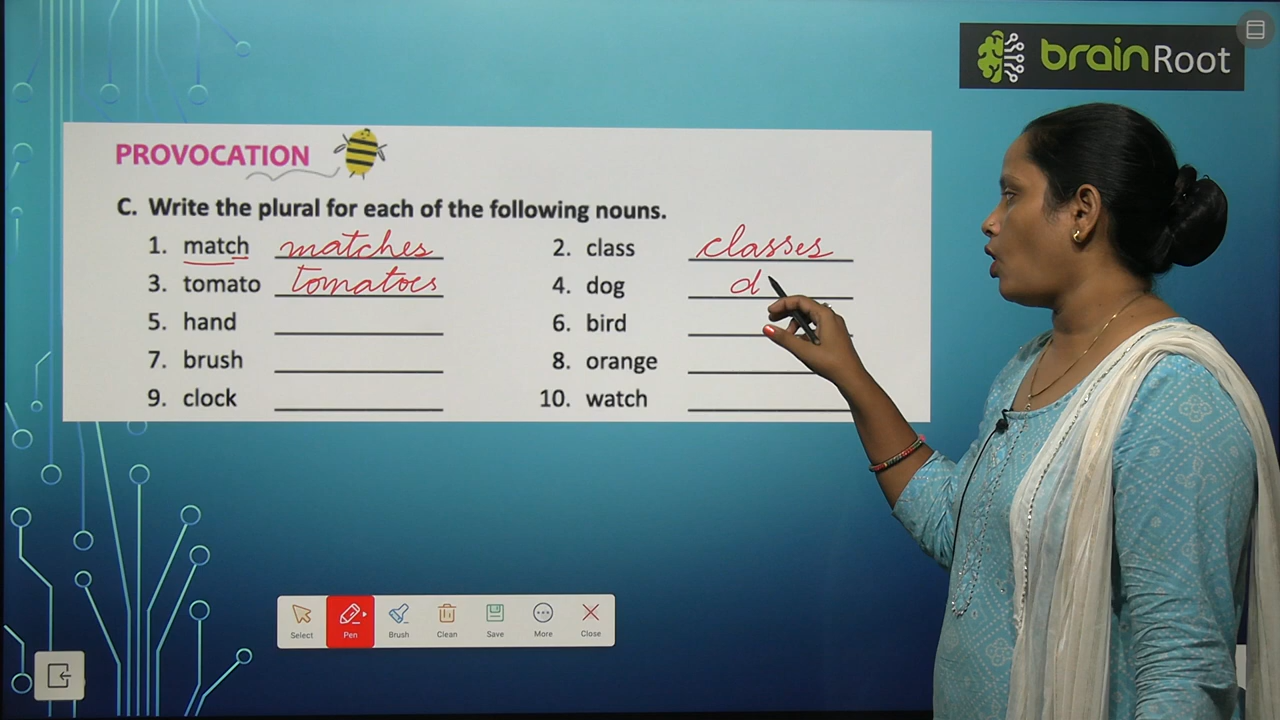 brainRoot
PROVOCATION
C. Write the plural for each of the following nouns.
1. match matches 2. class classes
3. tomato tomatoes 4. dog d
5. hand 6. bird
7. brush 8. orange
9. clock 10. watch
Select Pen Brush Clean Save More Close